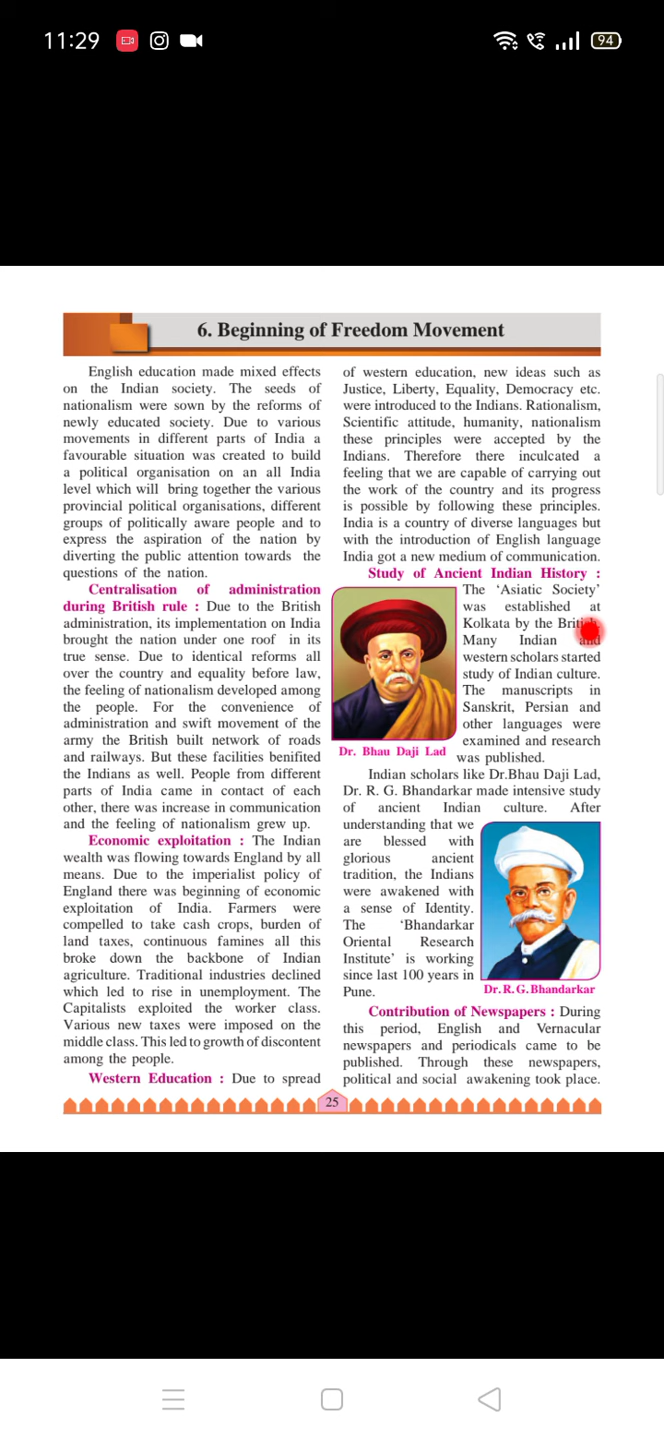 11:29
94
6. Beginning of Freedom Movement
English education made mixed effects
on the Indian society. The seeds of
nationalism were sown by the reforms of
newly educated society. Due to various
movements in different parts of India a
favourable situation was created to build
a political organisation on an all India
level which will bring together the various
provincial political organisations, different
groups of politically aware people and to
express the aspiration of the nation by
diverting the public attention towards the
questions of the nation.
Centralisation of administration
during British rule : Due to the British
administration, its implementation on India
brought the nation under one roof in its
true sense. Due to identical reforms all
over the country and equality before law,
the feeling of nationalism developed among
the people. For the convenience of
administration and swift movement of the
army the British built network of roads
and railways. But these facilities benifited
the Indians as well. People from different
parts of India came in contact of each
other, there was increase in communication
and the feeling of nationalism grew up.
Economic exploitation : The Indian
wealth was flowing towards England by all
means. Due to the imperialist policy of
England there was beginning of economic
exploitation of India. Farmers were
compelled to take cash crops, burden of
land taxes, continuous famines all this
broke down the backbone of Indian
agriculture. Traditional industries declined
which led to rise in unemployment. The
Capitalists exploited the worker class.
Various new taxes were imposed on the
middle class. This led to growth of discontent
among the people.
Western Education : Due to spread
of western education, new ideas such as
Justice, Liberty, Equality, Democracy etc.
were introduced to the Indians. Rationalism,
Scientific attitude, humanity, nationalism
these principles were accepted by the
Indians. Therefore there inculcated a
feeling that we are capable of carrying out
the work of the country and its progress
is possible by following these principles.
India is a country of diverse languages but
with the introduction of English language
India got a new medium of communication.
Study of Ancient Indian History :
The ‘Asiatic Society’
was established at
Kolkata by the British.
Many Indian and
western scholars started
study of Indian culture.
The manuscripts in
Sanskrit, Persian and
other languages were
examined and research
was published.
Dr. Bhau Daji Lad
Indian scholars like Dr.Bhau Daji Lad,
Dr. R. G. Bhandarkar made intensive study
of ancient Indian culture. After
understanding that we
are blessed with
glorious ancient
tradition, the Indians
were awakened with
a sense of Identity.
The ‘Bhandarkar
Oriental Research
Institute’ is working
since last 100 years in
Pune.
Dr. R. G. Bhandarkar
Contribution of Newspapers : During
this period, English and Vernacular
newspapers and periodicals came to be
published. Through these newspapers,
political and social awakening took place.
25